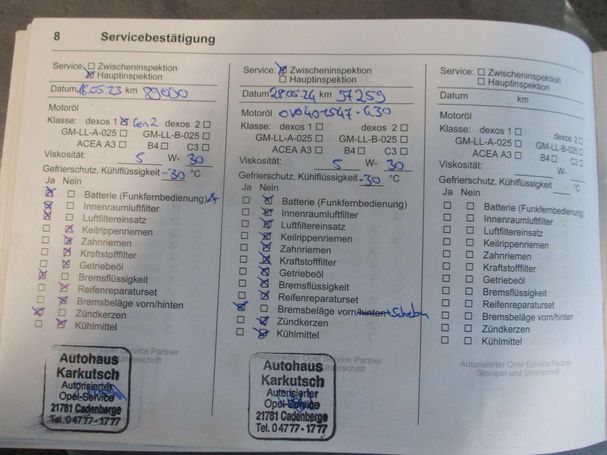 8 Servicebestätigung
Service: Zwischeninspektion
Hauptinspektion
Datum 18.05.23 km 89090
Motoröl
Klasse: dexos 1 Gen2 dexos 2
GM-LL-A-025 GM-LL-B-025
ACEA A3 B4 C3
Viskosität: 5 W- 30
Gefrierschutz, Kühlflüssigkeit -30 °C
Ja Nein
Batterie (Funkfernbedienung)
Innenraumluftfilter
Luftfiltereinsatz
Keilrippenriemen
Zahnriemen
Kraftstofffilter
Getriebeöl
Bremsflüssigkeit
Reifenreparaturset
Bremsbeläge vorn/hinten
Zündkerzen
Kühlmittel
Autorisierter Opel Service Partner
Autohaus
Karkutsch
Autorisierter
Opel-Service
21781 Cadenberge
Tel. 04777-1777
Service: Zwischeninspektion
Hauptinspektion
Datum 28.05.24 km 97259
Motoröl
Klasse: dexos 1 dexos 2
GM-LL-A-025 GM-LL-B-025
ACEA A3 B4 C3
Viskosität: 5 W- 30
Gefrierschutz, Kühlflüssigkeit -30 °C
Ja Nein
Batterie (Funkfernbedienung)
Innenraumluftfilter
Luftfiltereinsatz
Keilrippenriemen
Zahnriemen
Kraftstofffilter
Getriebeöl
Bremsflüssigkeit
Reifenreparaturset
Bremsbeläge vorn/hinten
Zündkerzen
Kühlmittel
Autorisierter Opel Service Partner
Autohaus
Karkutsch
Autorisierter
Opel-Service
21781 Cadenberge
Tel. 04777-1777
Service: Zwischeninspektion
Hauptinspektion
Datum km
Motoröl
Klasse: dexos 1 dexos 2
GM-LL-A-025 GM-LL-B-025
ACEA A3 B4 C3
Viskosität: W-
Gefrierschutz, Kühlflüssigkeit °C
Ja Nein
Batterie (Funkfernbedienung)
Innenraumluftfilter
Luftfiltereinsatz
Keilrippenriemen
Zahnriemen
Kraftstofffilter
Getriebeöl
Bremsflüssigkeit
Reifenreparaturset
Bremsbeläge vorn/hinten
Zündkerzen
Kühlmittel
Autorisierter Opel Service Partner
Stempel und Unterschrift